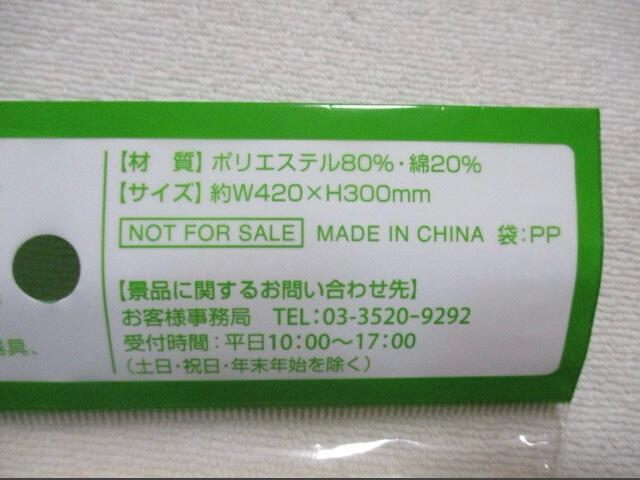 【材　質】ポリエステル80%・綿20%
【サイズ】約W420×H300mm
NOT FOR SALE MADE IN CHINA 袋:PP
【景品に関するお問い合わせ先】
お客様事務局 TEL:03-3520-9292
器具、
受付時間:平日10:00〜17:00
(土日・祝日・年末年始を除く)